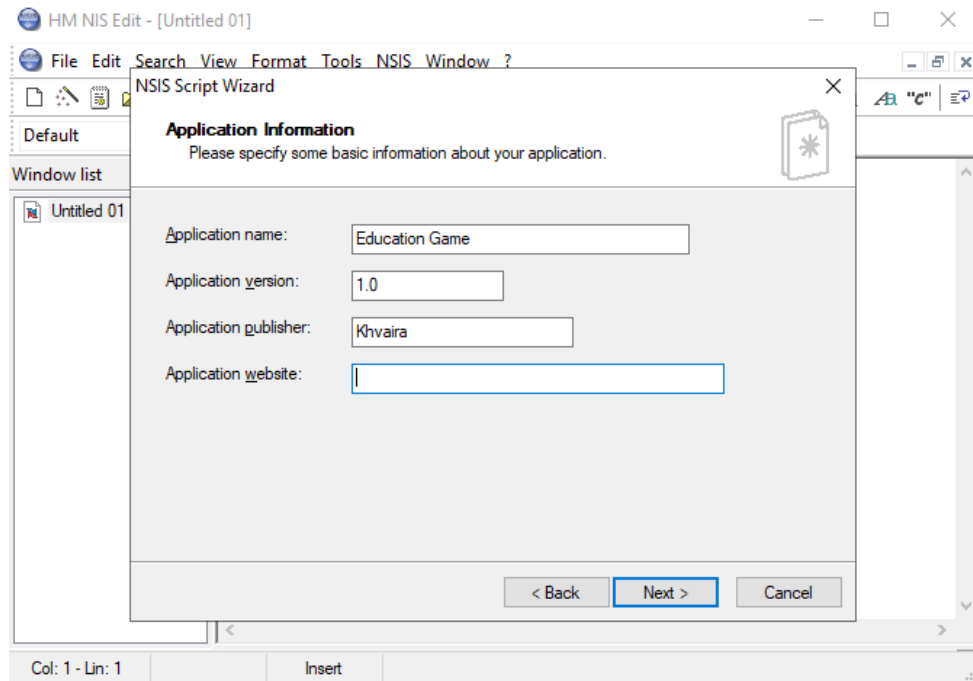 HM NIS Edit - [Untitled 01]
File Edit Search View Format Tools NSIS Window ?
NSIS Script Wizard
"c"
Default
Application Information
Please specify some basic information about your application.
Window list
Untitled 01
Application name: Education Game
Application version: 1.0
Application publisher: Khvaira
Application website:
< Back Next > Cancel
Col: 1 - Lin: 1 Insert